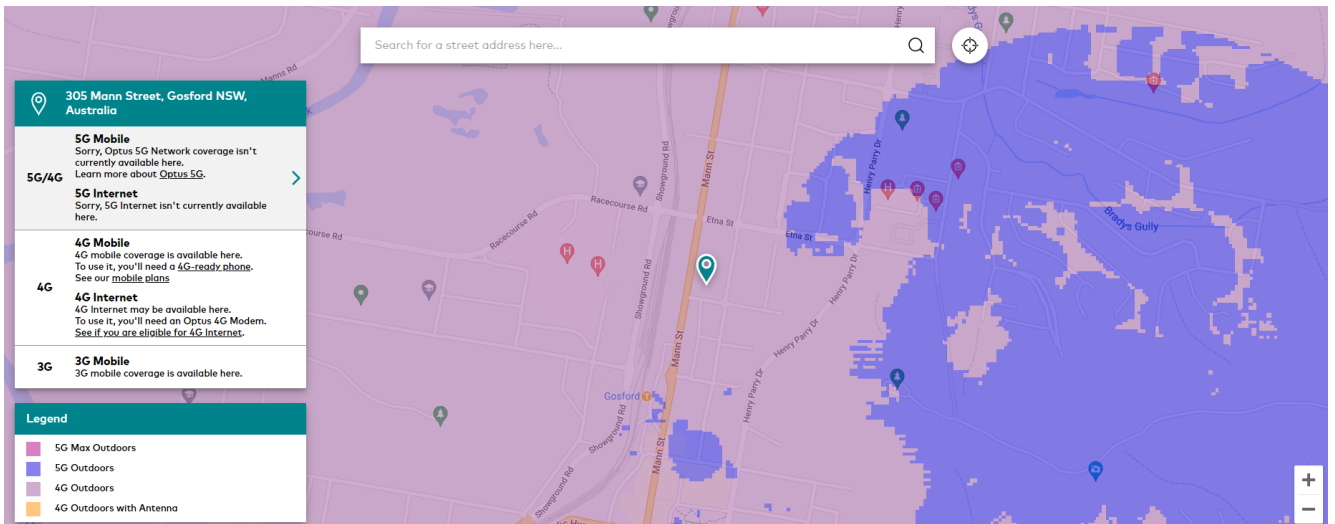 Search for a street address here...
305 Mann Street, Gosford NSW,
Australia
5G/4G
5G Mobile
Sorry, Optus 5G Network coverage isn't
currently available here.
Learn more about Optus 5G.
5G Internet
Sorry, 5G Internet isn't currently available
here.
4G
4G Mobile
4G mobile coverage is available here.
To use it, you'll need a 4G-ready phone.
See our mobile plans
4G Internet
4G Internet may be available here.
To use it, you'll need an Optus 4G Modem.
See if you are eligible for 4G Internet.
3G
3G Mobile
3G mobile coverage is available here.
Legend
5G Max Outdoors
5G Outdoors
4G Outdoors
4G Outdoors with Antenna
Manns Rd
Showground Rd
Mann St
Henry Parry Dr
Racecourse Rd
Etna St
Etna St
Bradys Gully
course Rd
Racecourse Rd
Showground Rd
Henry Parry Dr
Mann St
Henry Parry Dr
Gosford
T
Henry Parry Dr
Showground Rd
Mann St
Showground Rd
H
H
H
+
−